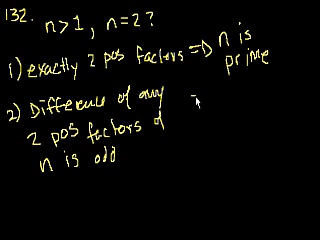 132. n > 1 , n = 2 ?
1) exactly 2 pos factors => n is prime
2) Difference of any
2 pos factors of
n is odd